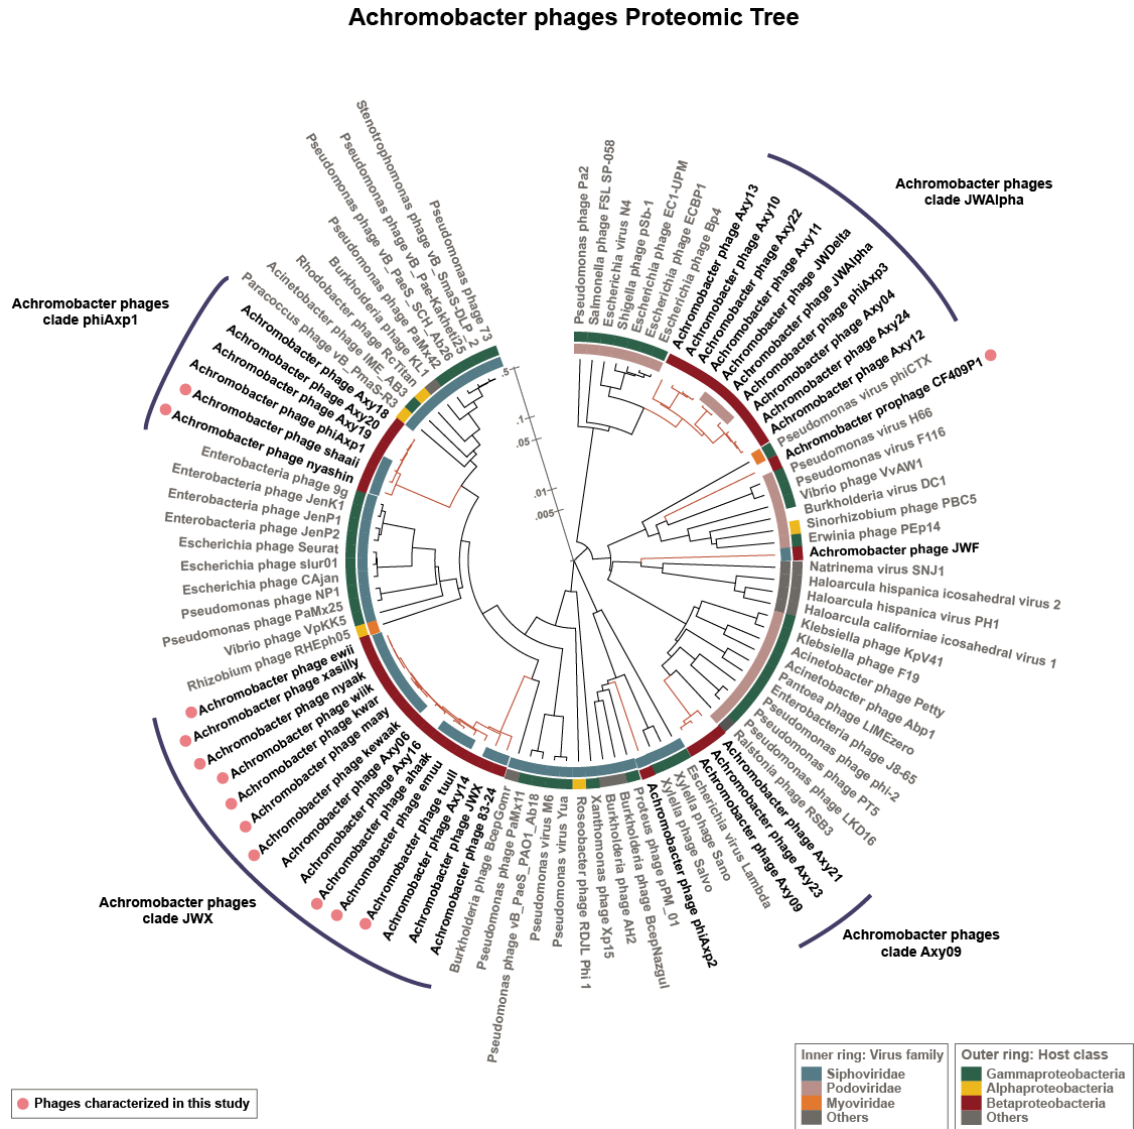 Achromobacter phages Proteomic Tree
Pseudomonas phage Pa2
Salmonella phage FSL SP-058
Escherichia virus N4
Shigella phage pSb-1
Escherichia phage EC1-UPM
Escherichia phage ECBP1
Escherichia phage Bp4
Achromobacter phage Axy13
Achromobacter phage Axy10
Achromobacter phage Axy22
Achromobacter phage Axy11
Achromobacter phage JWDelta
Achromobacter phage JWAlpha
Achromobacter phage phiAxp3
Achromobacter phage Axy04
Achromobacter phage Axy24
Achromobacter phage Axy12
Pseudomonas virus phiCTX
Achromobacter prophage CF409P1
Pseudomonas virus H66
Pseudomonas virus F116
Vibrio phage VvAW1
Burkholderia virus DC1
Sinorhizobium phage PBC5
Erwinia phage PEp14
Achromobacter phage JWF
Natrinema virus SNJ1
Haloarcula hispanica icosahedral virus 2
Haloarcula hispanica virus PH1
Haloarcula californiae icosahedral virus 1
Klebsiella phage KpV41
Klebsiella phage F19
Acinetobacter phage Petty
Acinetobacter phage Abp1
Pantoea phage LIMEzero
Enterobacteria phage J8-65
Pseudomonas phage phi-2
Pseudomonas phage PT5
Pseudomonas phage LKD16
Ralstonia phage RSB3
Achromobacter phage Axy21
Achromobacter phage Axy23
Achromobacter phage Axy09
Escherichia virus Lambda
Xylella phage Sano
Xylella phage Salvo
Achromobacter phage phiAxp2
Proteus phage pPM_01
Burkholderia phage BcepNazgul
Burkholderia phage AH2
Xanthomonas phage Xp15
Roseobacter phage RDJL Phi 1
Pseudomonas virus Yua
Pseudomonas virus M6
Pseudomonas phage vB_PaeS_PAO1_Ab18
Pseudomonas phage PaMx11
Burkholderia phage BcepGomr
Achromobacter phage 83-24
Achromobacter phage JWX
Achromobacter phage Axy14
Achromobacter phage tuull
Achromobacter phage emiuu
Achromobacter phage ahaak
Achromobacter phage Axy16
Achromobacter phage Axy06
Achromobacter phage kewaak
Achromobacter phage maay
Achromobacter phage kwar
Achromobacter phage wiik
Achromobacter phage nyaak
Achromobacter phage xasilly
Achromobacter phage ewii
Rhizobium phage RHEph05
Vibrio phage VpKK5
Pseudomonas phage PaMx25
Pseudomonas phage NP1
Escherichia phage CAjan
Escherichia phage slur01
Escherichia phage Seurat
Enterobacteria phage JenP2
Enterobacteria phage JenP1
Enterobacteria phage JenK1
Enterobacteria phage 9g
Achromobacter phage nyashin
Achromobacter phage shaaii
Achromobacter phage phiAxp1
Achromobacter phage Axy19
Achromobacter phage Axy20
Achromobacter phage Axy18
Paracoccus phage vB_PmaS-R3
Acinetobacter phage IME_AB3
Rhodobacter phage RcTitan
Burkholderia phage KL1
Pseudomonas phage PaMx42
Pseudomonas phage vB_PaeS_SCH_Ab26
Pseudomonas phage vB_Pae-Kakheti25
Stenotrophomonas phage vB_SmaS-DLP_2
Pseudomonas phage 73
.5
.1
.05
.01
.005
Achromobacter phages
clade JWAlpha
Achromobacter phages
clade phiAxp1
Achromobacter phages
clade JWX
Achromobacter phages
clade Axy09
Phages characterized in this study
Inner ring: Virus family
Siphoviridae
Podoviridae
Myoviridae
Others
Outer ring: Host class
Gammaproteobacteria
Alphaproteobacteria
Betaproteobacteria
Others